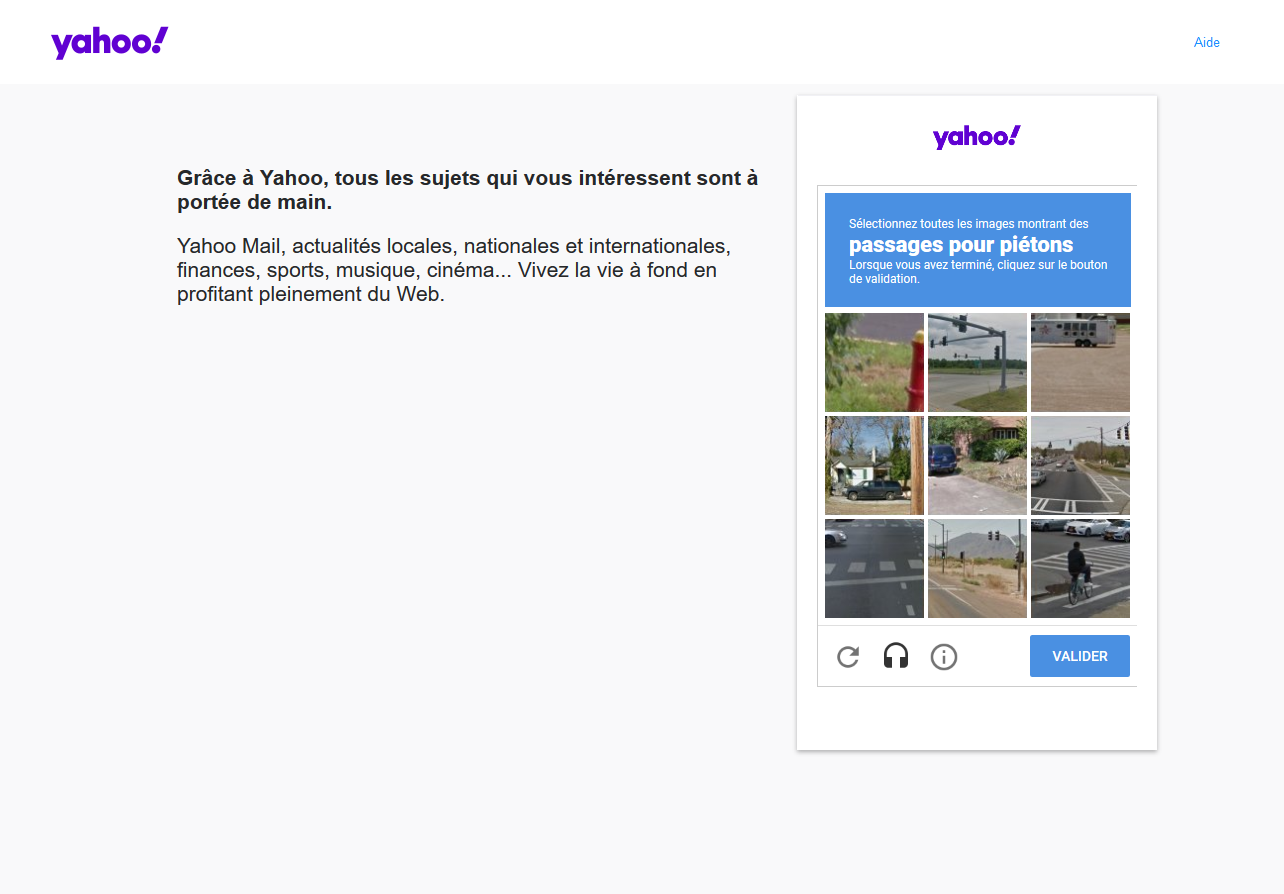 yahoo!
Aide
yahoo!
Grâce à Yahoo, tous les sujets qui vous intéressent sont à
portée de main.
Yahoo Mail, actualités locales, nationales et internationales,
finances, sports, musique, cinéma... Vivez la vie à fond en
profitant pleinement du Web.
Sélectionnez toutes les images montrant des
passages pour piétons
Lorsque vous avez terminé, cliquez sur le bouton
de validation.
VALIDER